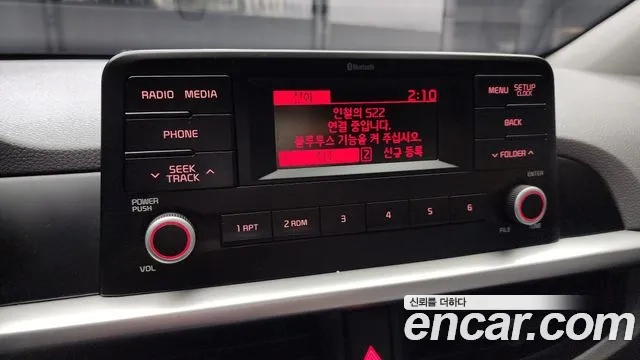 Bluetooth
RADIO MEDIA
PHONE
SEEK
TRACK
POWER
PUSH
VOL
2:10
인철의 S22
연결 중입니다.
블루투스 기능을 켜 주십시오.
2 신규 등록
1 RPT
2 RDM
3
4
5
6
MENU SETUP
CLOCK
BACK
FOLDER
ENTER
FILE
TUNE
신뢰를 더하다
encar.com